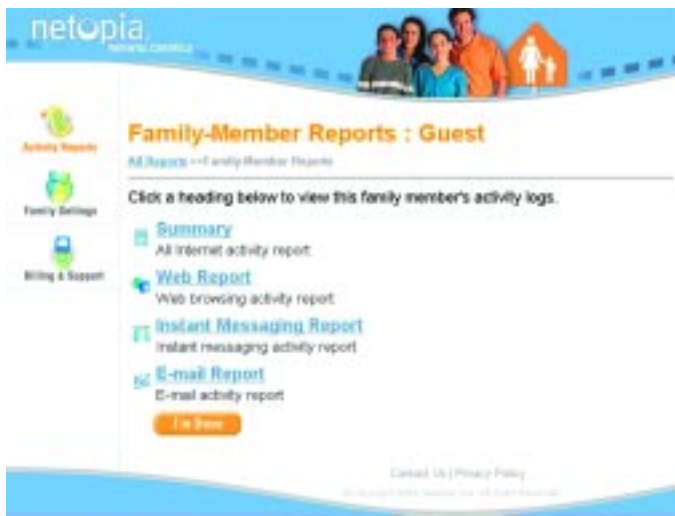 netopia
PARENTAL CONTROLS
Activity Reports
Family Settings
Billing & Support
Family-Member Reports : Guest
All Reports >> Family-Member Reports
Click a heading below to view this family member's activity logs.
Summary
All Internet activity report
Web Report
Web browsing activity report
Instant Messaging Report
Instant messaging activity report
E-mail Report
E-mail activity report
I'm Done
Contact Us | Privacy Policy